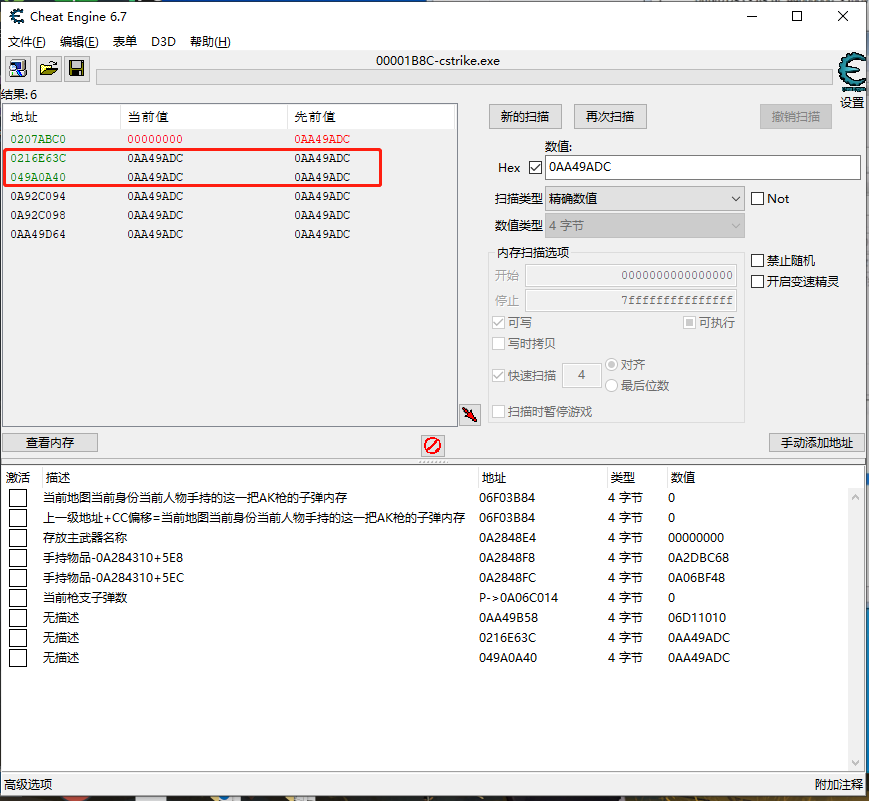 Cheat Engine 6.7
文件(F) 编辑(E) 表单 D3D 帮助(H)
00001B8C-cstrike.exe
设置
结果: 6
地址 当前值 先前值
0207ABC0 00000000 0AA49ADC
0216E63C 0AA49ADC 0AA49ADC
049A0A40 0AA49ADC 0AA49ADC
0A92C094 0AA49ADC 0AA49ADC
0A92C098 0AA49ADC 0AA49ADC
0AA49D64 0AA49ADC 0AA49ADC
新的扫描 再次扫描 撤销扫描
数值:
Hex 0AA49ADC
扫描类型 精确数值 Not
数值类型 4 字节
内存扫描选项
开始 0000000000000000
停止 7fffffffffffffff
可写 可执行
写时拷贝
快速扫描 4 对齐
最后位数
扫描时暂停游戏
禁止随机
开启变速精灵
查看内存 手动添加地址
激活 描述 地址 类型 数值
当前地图当前身份当前人物手持的这一把AK枪的子弹内存 06F03B84 4 字节 0
上一级地址+CC偏移=当前地图当前身份当前人物手持的这一把AK枪的子弹内存 06F03B84 4 字节 0
存放主武器名称 0A2848E4 4 字节 00000000
手持物品-0A284310+5E8 0A2848F8 4 字节 0A2DBC68
手持物品-0A284310+5EC 0A2848FC 4 字节 0A06BF48
当前枪支子弹数 P->0A06C014 4 字节 0
无描述 0AA49B58 4 字节 06D11010
无描述 0216E63C 4 字节 0AA49ADC
无描述 049A0A40 4 字节 0AA49ADC
高级选项 附加注释